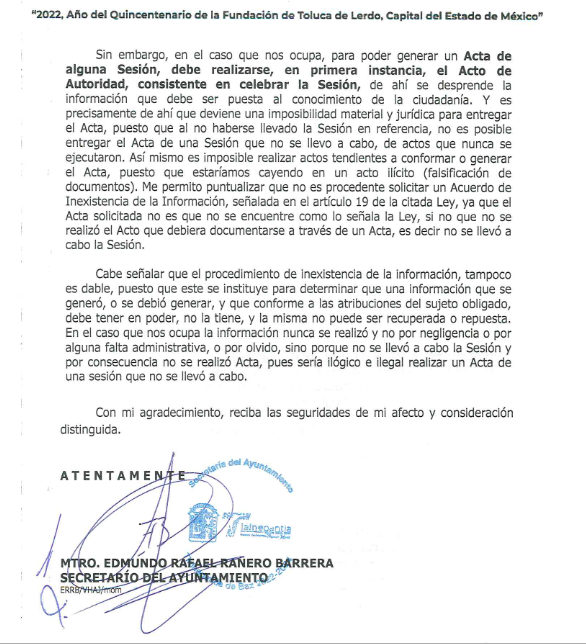 "2022, Año del Quincentenario de la Fundación de Toluca de Lerdo, Capital del Estado de México"
Sin embargo, en el caso que nos ocupa, para poder generar un Acta de
alguna Sesión, debe realizarse, en primera instancia, el Acto de
Autoridad, consistente en celebrar la Sesión, de ahí se desprende la
información que debe ser puesta al conocimiento de la ciudadanía. Y es
precisamente de ahí que deviene una imposibilidad material y jurídica para entregar
el Acta, puesto que al no haberse llevado la Sesión en referencia, no es posible
entregar el Acta de una Sesión que no se llevo a cabo, de actos que nunca se
ejecutaron. Así mismo es imposible realizar actos tendientes a conformar o generar
el Acta, puesto que estaríamos cayendo en un acto ilícito (falsificación de
documentos). Me permito puntualizar que no es procedente solicitar un Acuerdo de
Inexistencia de la Información, señalada en el artículo 19 de la citada Ley, ya que el
Acta solicitada no es que no se encuentre como lo señala la Ley, si no que no se
realizó el Acto que debiera documentarse a través de un Acta, es decir no se llevó a
cabo la Sesión.
Cabe señalar que el procedimiento de inexistencia de la información, tampoco
es dable, puesto que este se instituye para determinar que una información que se
generó, o se debió generar, y que conforme a las atribuciones del sujeto obligado,
debe tener en poder, no la tiene, y la misma no puede ser recuperada o repuesta.
En el caso que nos ocupa la información nunca se realizó y no por negligencia o por
alguna falta administrativa, o por olvido, sino porque no se llevó a cabo la Sesión y
por consecuencia no se realizó Acta, pues sería ilógico e ilegal realizar un Acta de
una sesión que no se llevó a cabo.
Con mi agradecimiento, reciba las seguridades de mi afecto y consideración
distinguida.
ATENTAMENTE
Secretaria del Ayuntamiento
MTRO. EDMUNDO RAFAEL RANERO BARRERA
SECRETARIO DEL AYUNTAMIENTO
ERRB/VHAJ/mom